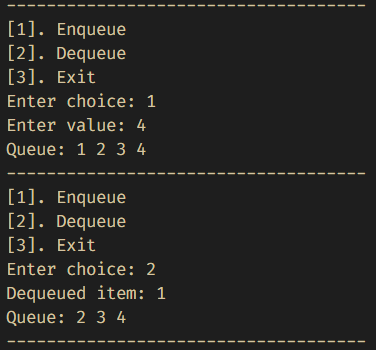 -----------------------------------
[1]. Enqueue
[2]. Dequeue
[3]. Exit
Enter choice: 1
Enter value: 4
Queue: 1 2 3 4
-----------------------------------
[1]. Enqueue
[2]. Dequeue
[3]. Exit
Enter choice: 2
Dequeued item: 1
Queue: 2 3 4
-----------------------------------